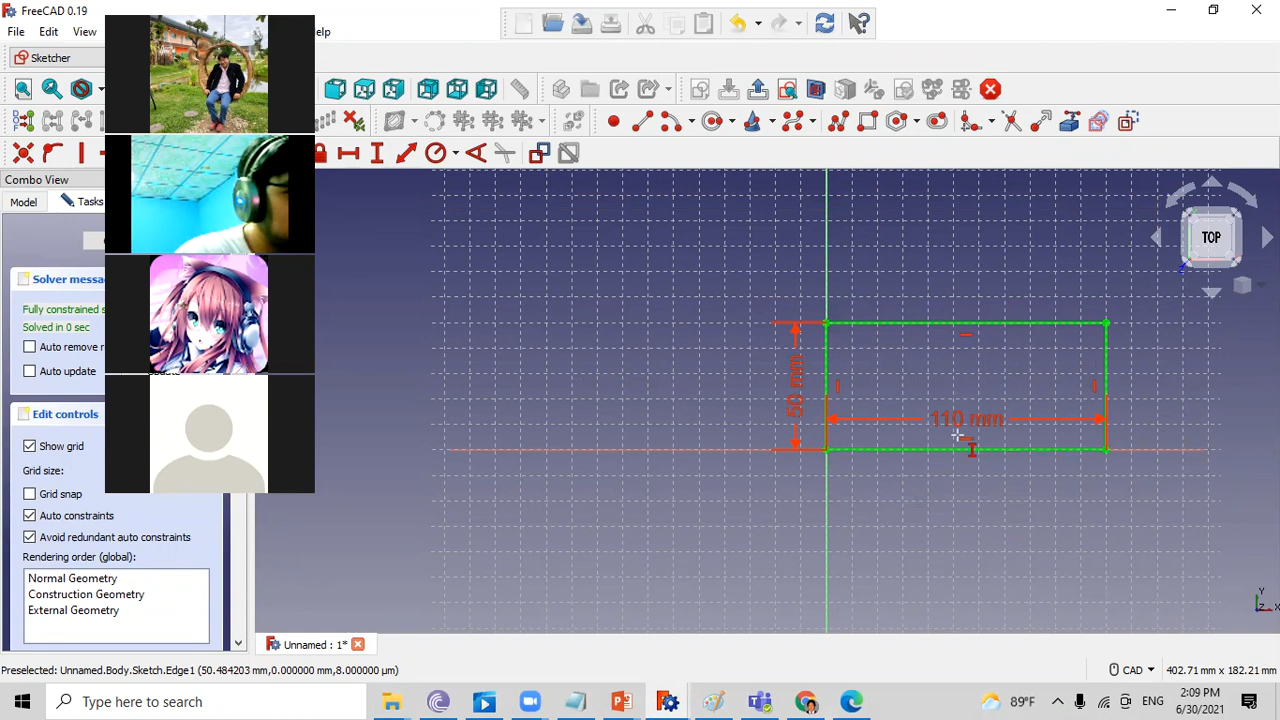 FreeCAD 0.19
File
Edit
View
lp
Sketcher
Combo View
Model
Tasks
Solver messag
Fully constrained s
Solved in 0 sec
Auto remove r
Auto update
Edit controls
Show grid
Grid size:
Grid snap
Auto constraints
Avoid redundant auto constraints
Rendering order (global):
Normal Geometry
Construction Geometry
External Geometry
TOP
50 mm
110 mm
Y
Z
X
Z
Unnamed : 1*
Preselected: Unnamed.Body.Sketch.Edge1 (50.484203 mm,0.000000 mm,8.000000 μm)
CAD
402.71 mm x 182.21 mm
Type here to search
89°F
ENG
2:09 PM
6/30/2021